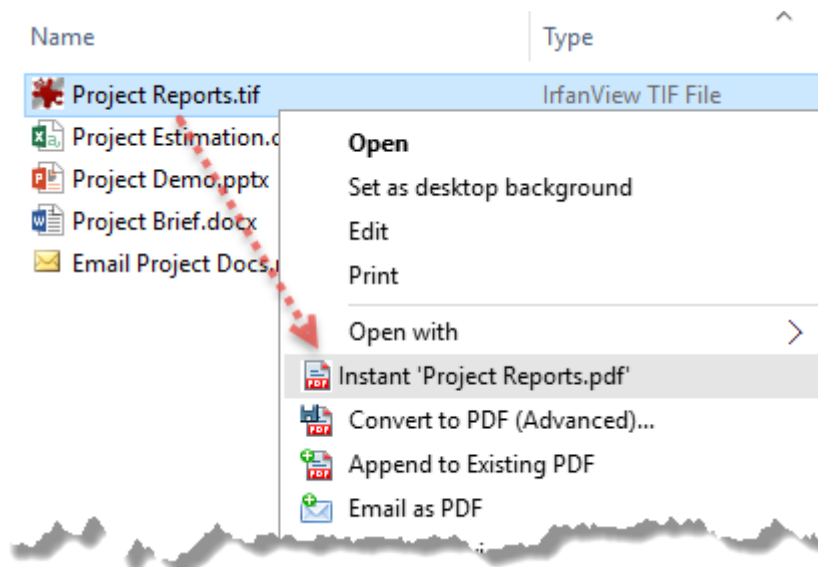 Name Type
Project Reports.tif IrfanView TIF File
Project Estimation.c
Project Demo.pptx
Project Brief.docx
Email Project Docs.
Open
Set as desktop background
Edit
Print
Open with
Instant 'Project Reports.pdf'
Convert to PDF (Advanced)...
Append to Existing PDF
Email as PDF